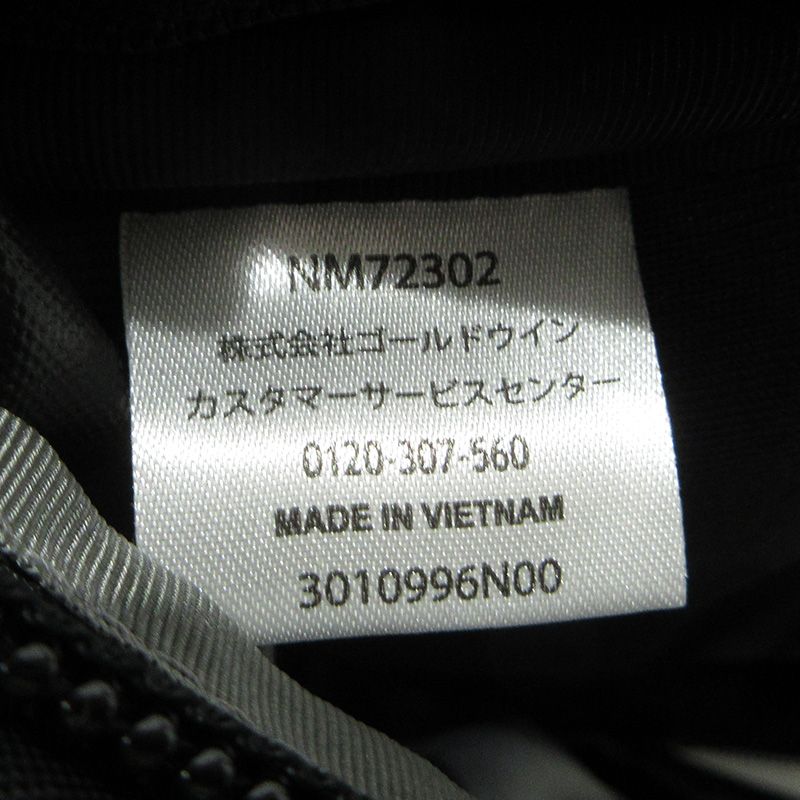 NM72302
株式会社ゴールドウイン
カスタマーサービスセンター
0120-307-560
MADE IN VIETNAM
3010996N00